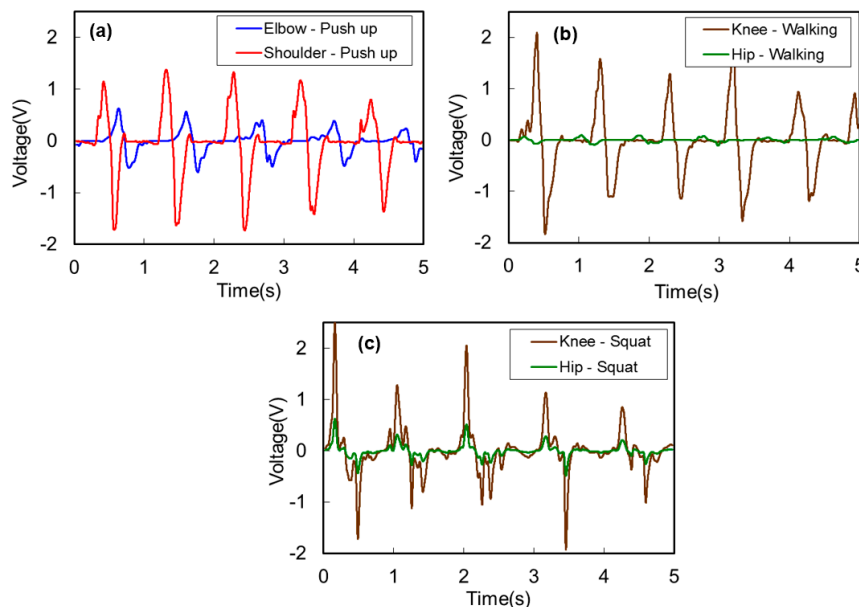 (a)
Elbow - Push up
Shoulder - Push up
Voltage(V)
2
1
0
-1
-2
0 1 2 3 4 5
Time(s)
(b)
Knee - Walking
Hip - Walking
Voltage(V)
2
1
0
-1
-2
0 1 2 3 4 5
Time(s)
(c)
Knee - Squat
Hip - Squat
Voltage(V)
2
1
0
-1
-2
0 1 2 3 4 5
Time(s)